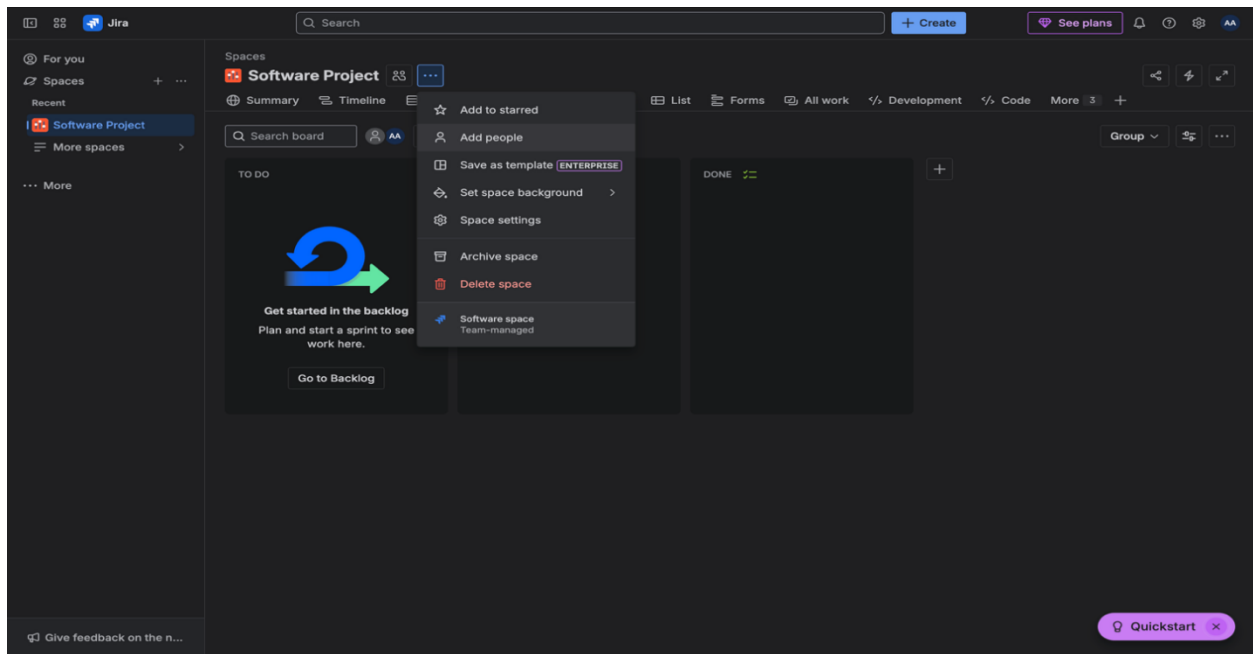 Jira
Search
+ Create
See plans
AA
For you
Spaces
Recent
Software Project
More spaces
More
Give feedback on the n...
Spaces
Software Project
Summary
Timeline
List
Forms
All work
Development
Code
More 3
Search board
AA
Group
Add to starred
Add people
Save as template ENTERPRISE
Set space background
Space settings
Archive space
Delete space
Software space
Team-managed
TO DO
Get started in the backlog
Plan and start a sprint to see
work here.
Go to Backlog
DONE
Quickstart